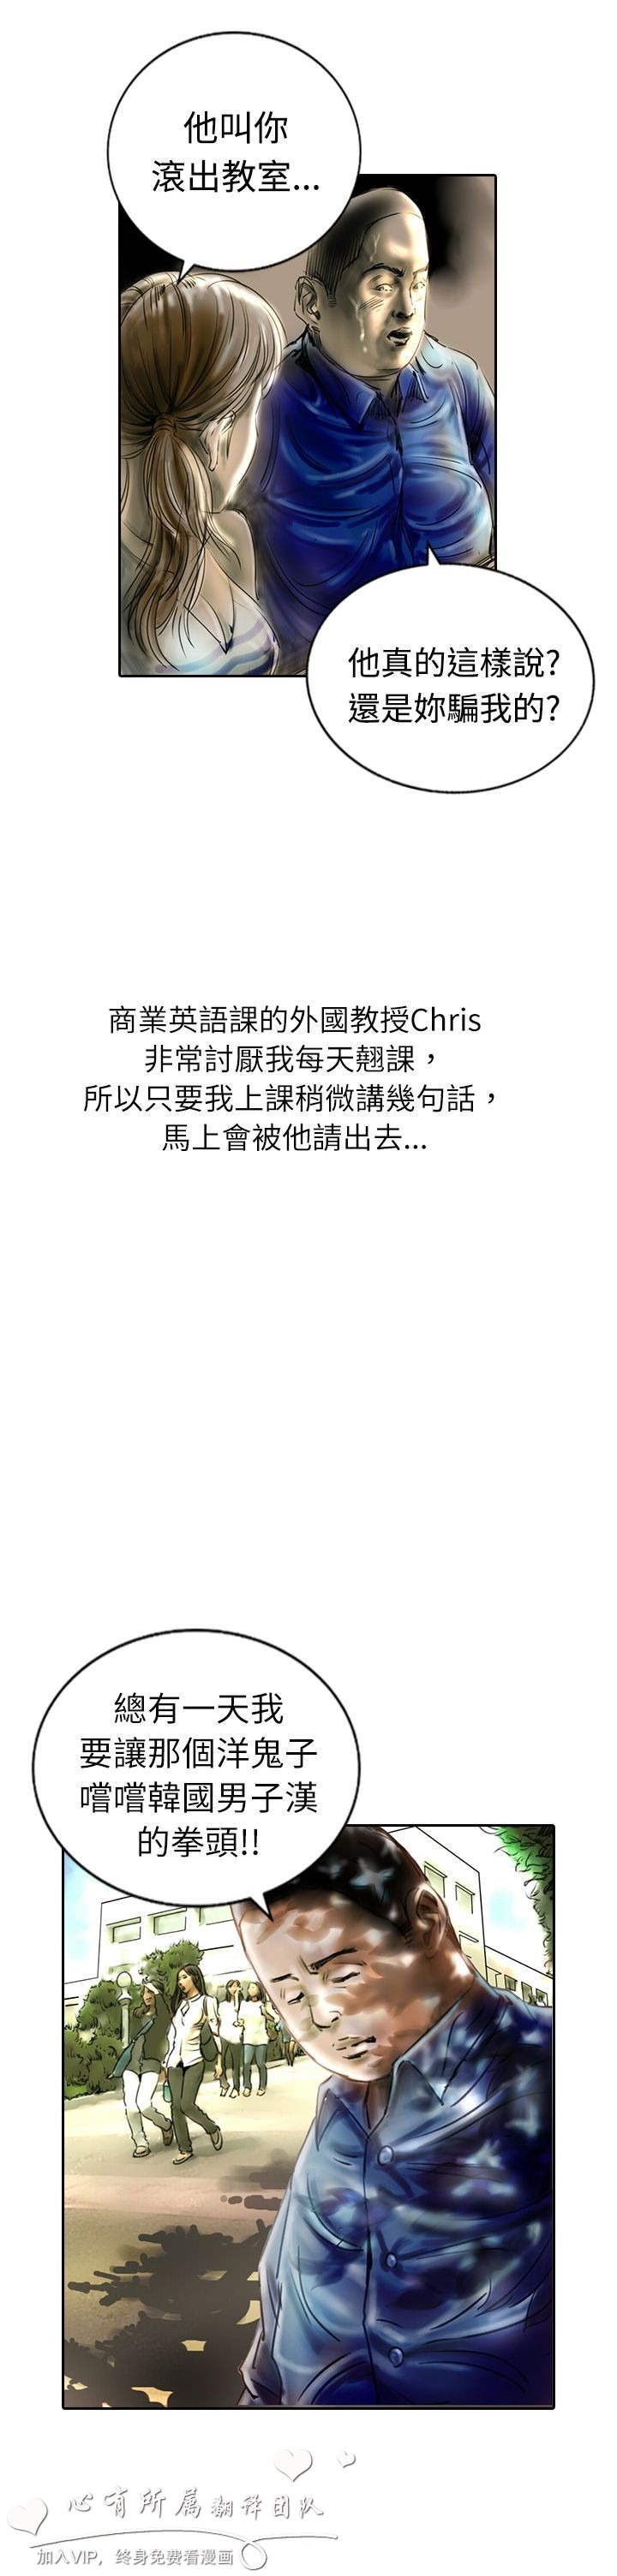 他叫你
滾出教室...
他真的這樣說?
還是妳騙我的?
商業英語課的外國教授Chris
非常討厭我每天翹課，
所以只要我上課稍微講幾句話，
馬上會被他請出去...
總有一天我
要讓那個洋鬼子
嚐嚐韓國男子漢
的拳頭!!
心有所属翻译团队
加入VIP，终身免费看漫画